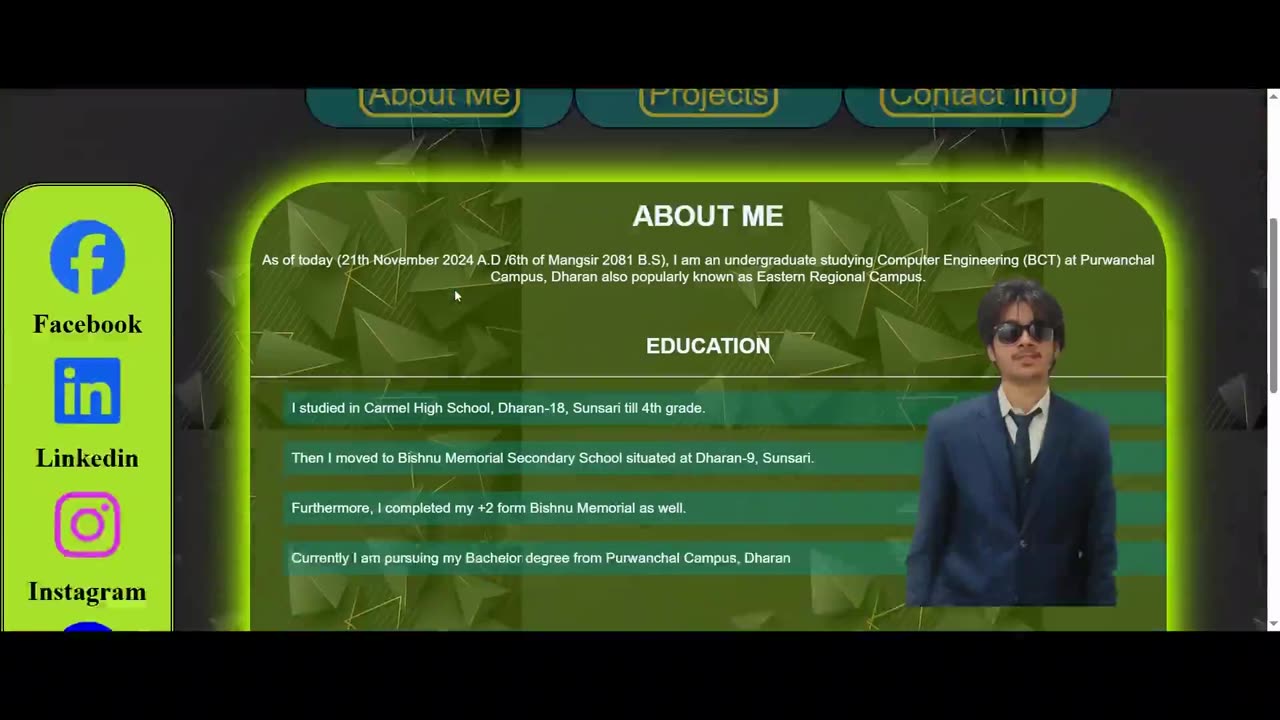 About Me
Projects
Contact Info
Facebook
Linkedin
Instagram
ABOUT ME
As of today (21th November 2024 A.D /6th of Mangsir 2081 B.S), I am an undergraduate studying Computer Engineering (BCT) at Purwanchal
Campus, Dharan also popularly known as Eastern Regional Campus.
EDUCATION
I studied in Carmel High School, Dharan-18, Sunsari till 4th grade.
Then I moved to Bishnu Memorial Secondary School situated at Dharan-9, Sunsari.
Furthermore, I completed my +2 form Bishnu Memorial as well.
Currently I am pursuing my Bachelor degree from Purwanchal Campus, Dharan